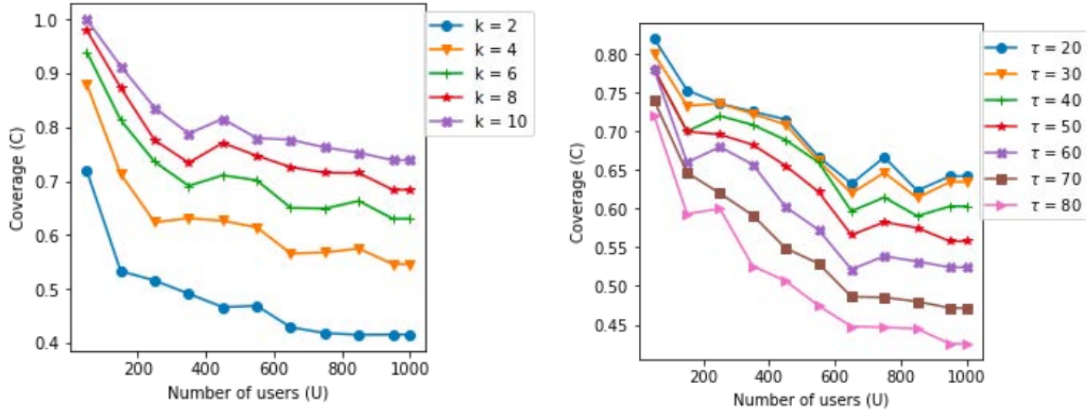 1.0
0.9
0.8
0.7
0.6
0.5
0.4
Coverage (C)
200 400 600 800 1000
Number of users (U)
k = 2
k = 4
k = 6
k = 8
k = 10
0.80
0.75
0.70
0.65
0.60
0.55
0.50
0.45
Coverage (C)
200 400 600 800 1000
Number of users (U)
τ = 20
τ = 30
τ = 40
τ = 50
τ = 60
τ = 70
τ = 80